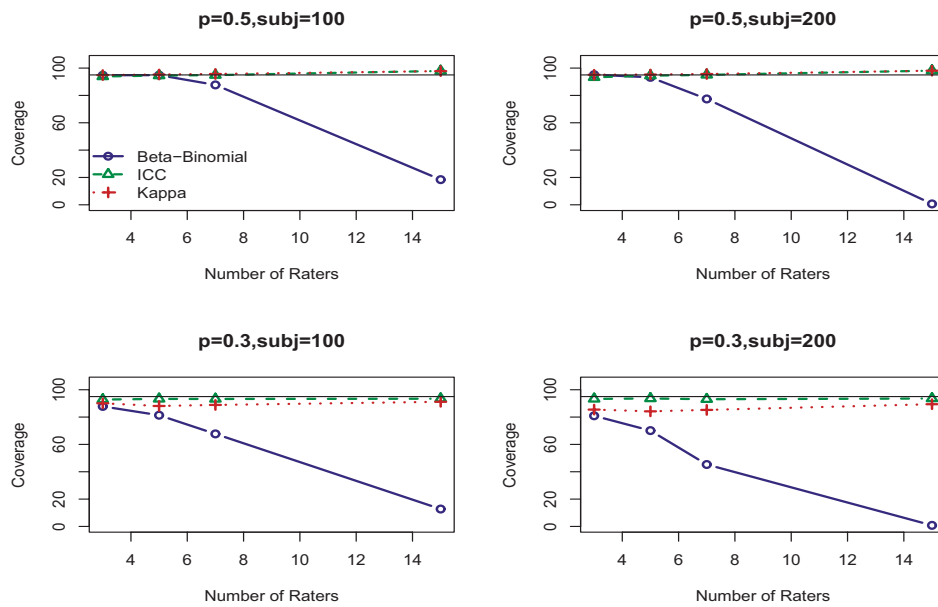 p=0.5,subj=100
Coverage
0 20 60 100
Beta−Binomial
ICC
Kappa
4 6 8 10 12 14
Number of Raters
p=0.5,subj=200
Coverage
0 20 60 100
4 6 8 10 12 14
Number of Raters
p=0.3,subj=100
Coverage
0 20 60 100
4 6 8 10 12 14
Number of Raters
p=0.3,subj=200
Coverage
0 20 60 100
4 6 8 10 12 14
Number of Raters